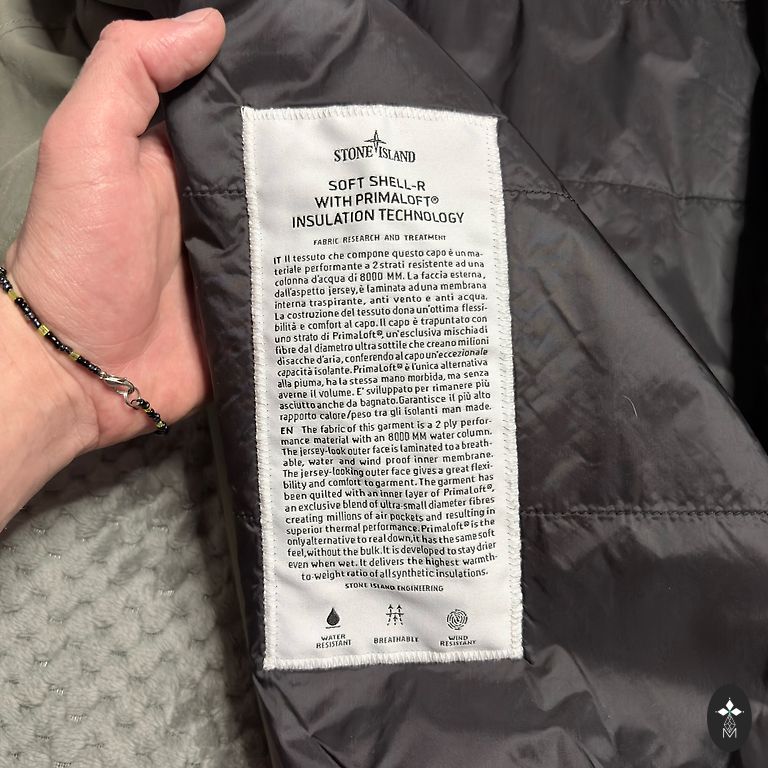 STONE ISLAND
SOFT SHELL-R
WITH PRIMALOFT®
INSULATION TECHNOLOGY
FABRIC RESEARCH AND TREATMENT
IT Il tessuto che compone questo capo è un ma-
teriale performante a 2 strati resistente ad una
colonna d'acqua di 8000 MM. La faccia esterna,
dall'aspetto jersey, è laminata ad una membrana
interna traspirante, anti vento e anti acqua.
La costruzione del tessuto dona un'ottima flessi-
bilità e comfort al capo. Il capo è trapuntato con
uno strato di PrimaLoft®, un'esclusiva mischia di
fibre dal diametro ultra sottile che creano milioni
di sacche d'aria, conferendo al capo un'eccezionale
capacità isolante. PrimaLoft® è l'unica alternativa
alla piuma, ha la stessa mano morbida, ma senza
averne il volume. E' sviluppato per rimanere più
asciutto anche da bagnato. Garantisce il più alto
rapporto calore/peso tra gli isolanti man made.
EN The fabric of this garment is a 2 ply perfor-
mance material with an 8000 MM water column.
The jersey-look outer face is laminated to a breath-
able, water and wind proof inner membrane.
The jersey-looking outer face gives a great flexi-
bility and comfort to garment. The garment has
been quilted with an inner layer of PrimaLoft®,
an exclusive blend of ultra-small diameter fibres
creating millions of air pockets and resulting in
superior thermal performance. PrimaLoft® is the
only alternative to real down, it has the same soft
feel, without the bulk. It is developed to stay drier
even when wet. It delivers the highest warmth-
to-weight ratio of all synthetic insulations.
STONE ISLAND ENGINEERING
WATER RESISTANT
BREATHABLE
WIND RESISTANT
M